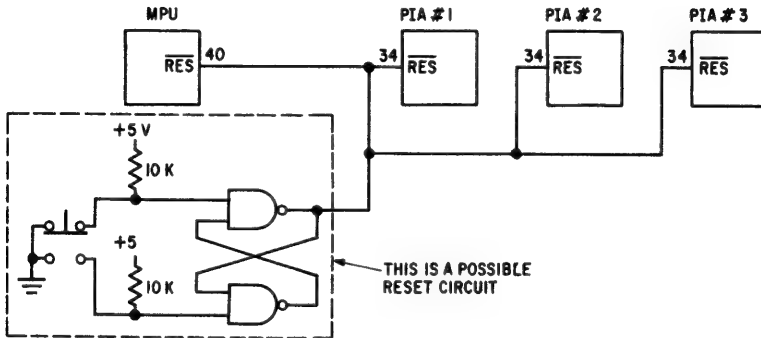 MPU
PIA #1
PIA #2
PIA #3
RES
40
34
RES
34
RES
34
RES
+5 V
10 K
+5
10 K
THIS IS A POSSIBLE
RESET CIRCUIT